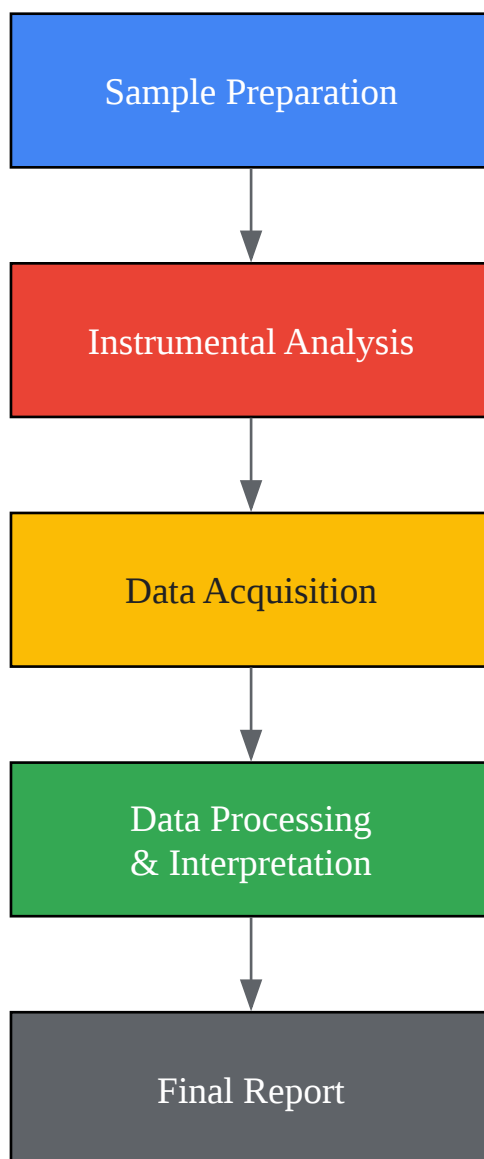 Sample Preparation
Instrumental Analysis
Data Acquisition
Data Processing
& Interpretation
Final Report